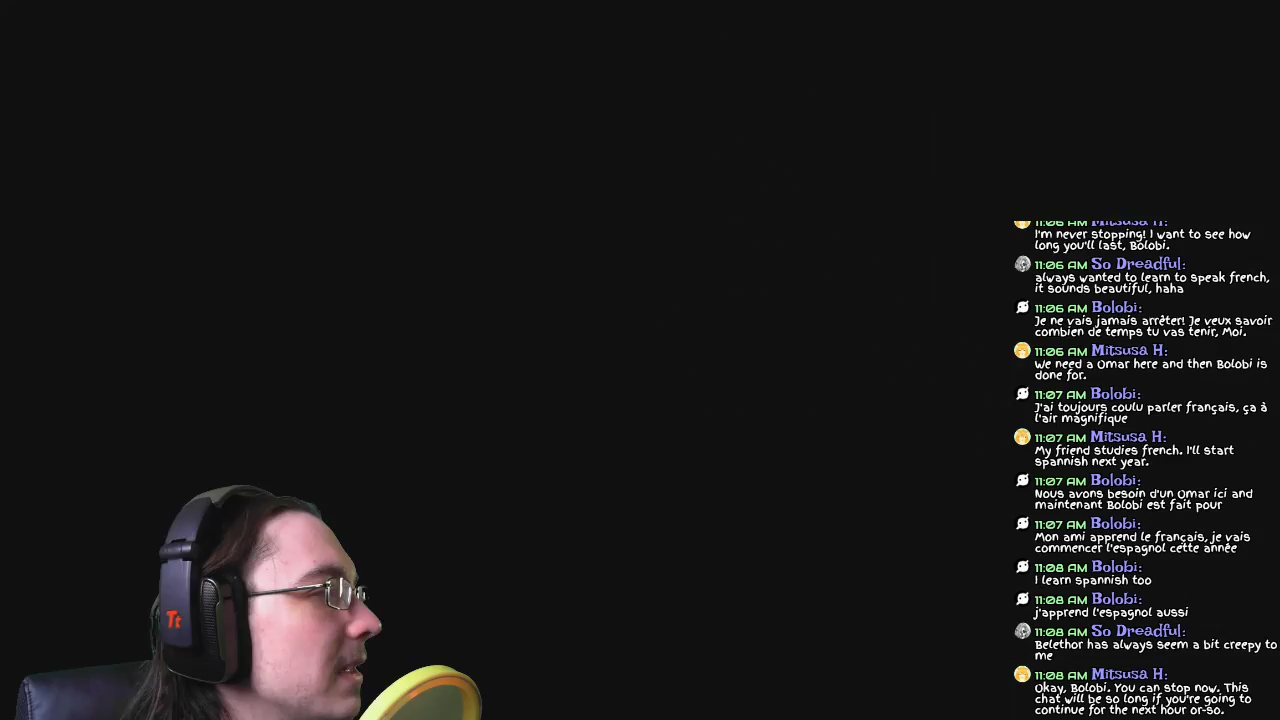 11:06 AM Mitsusa H:
I'm never stopping! I want to see how
long you'll last, Bolobi.
11:06 AM So Dreadful:
always wanted to learn to speak french,
it sounds beautiful, haha
11:06 AM Bolobi:
Je ne vais jamais arrêter! Je veux savoir
combien de temps tu vas tenir, Moi.
11:06 AM Mitsusa H:
We need a Omar here and then Bolobi is
done for.
11:07 AM Bolobi:
J'ai toujours coulu parler français, ça à
l'air magnifique
11:07 AM Mitsusa H:
My friend studies french. I'll start
spannish next year.
11:07 AM Bolobi:
Nous avons besoin d'un Omar ici and
maintenant Bolobi est fait pour
11:07 AM Bolobi:
Mon ami apprend le français, je vais
commencer l'espagnol cette année
11:08 AM Bolobi:
I learn spannish too
11:08 AM Bolobi:
j'apprend l'espagnol aussi
11:08 AM So Dreadful:
Belethor has always seem a bit creepy to
me
11:08 AM Mitsusa H:
Okay, Bolobi. You can stop now. This
chat will be so long if you're going to
continue for the next hour or-so.
Tt